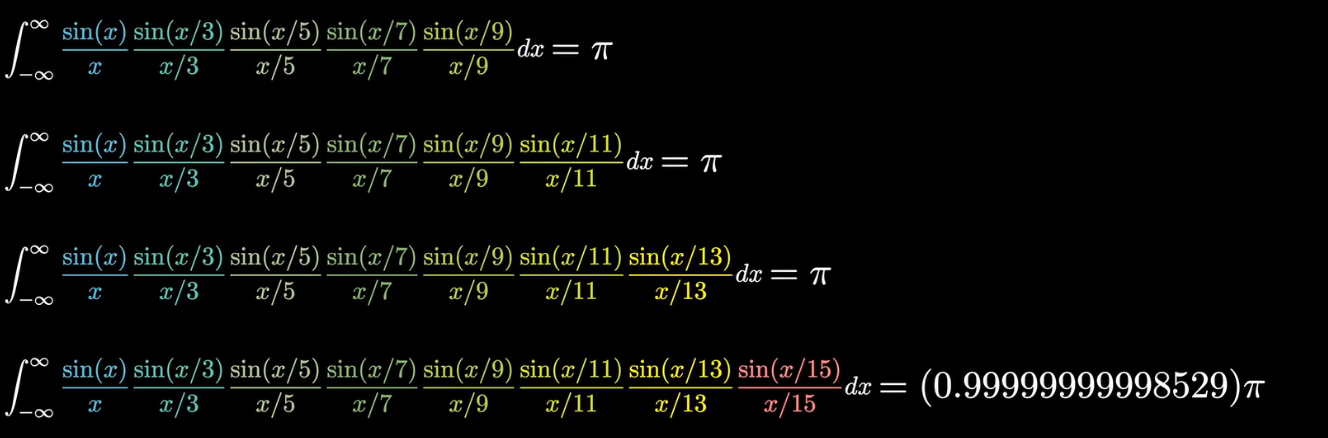 ∫_{-∞}^{∞} sin(x)/x sin(x/3)/(x/3) sin(x/5)/(x/5) sin(x/7)/(x/7) sin(x/9)/(x/9) dx = π
∫_{-∞}^{∞} sin(x)/x sin(x/3)/(x/3) sin(x/5)/(x/5) sin(x/7)/(x/7) sin(x/9)/(x/9) sin(x/11)/(x/11) dx = π
∫_{-∞}^{∞} sin(x)/x sin(x/3)/(x/3) sin(x/5)/(x/5) sin(x/7)/(x/7) sin(x/9)/(x/9) sin(x/11)/(x/11) sin(x/13)/(x/13) dx = π
∫_{-∞}^{∞} sin(x)/x sin(x/3)/(x/3) sin(x/5)/(x/5) sin(x/7)/(x/7) sin(x/9)/(x/9) sin(x/11)/(x/11) sin(x/13)/(x/13) sin(x/15)/(x/15) dx = (0.99999999998529)π